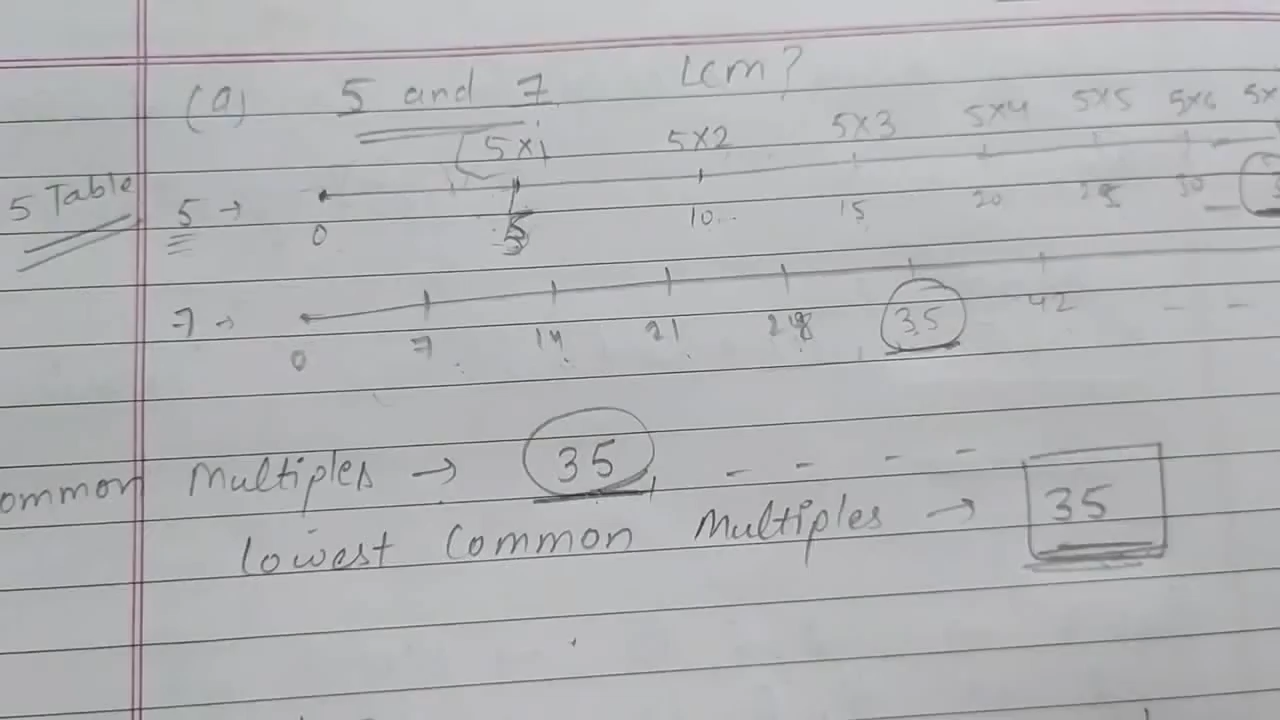 (a) 5 and 7 LCM?
5×1 5×2 5×3 5×4 5×5 5×6 5×
5 Table 5 →
0 5 10 15 20 25 30 3
7 →
0 7 14 21 28 35 42 - -
ommon Multiples → 35, - - - -
lowest common Multiples → 35